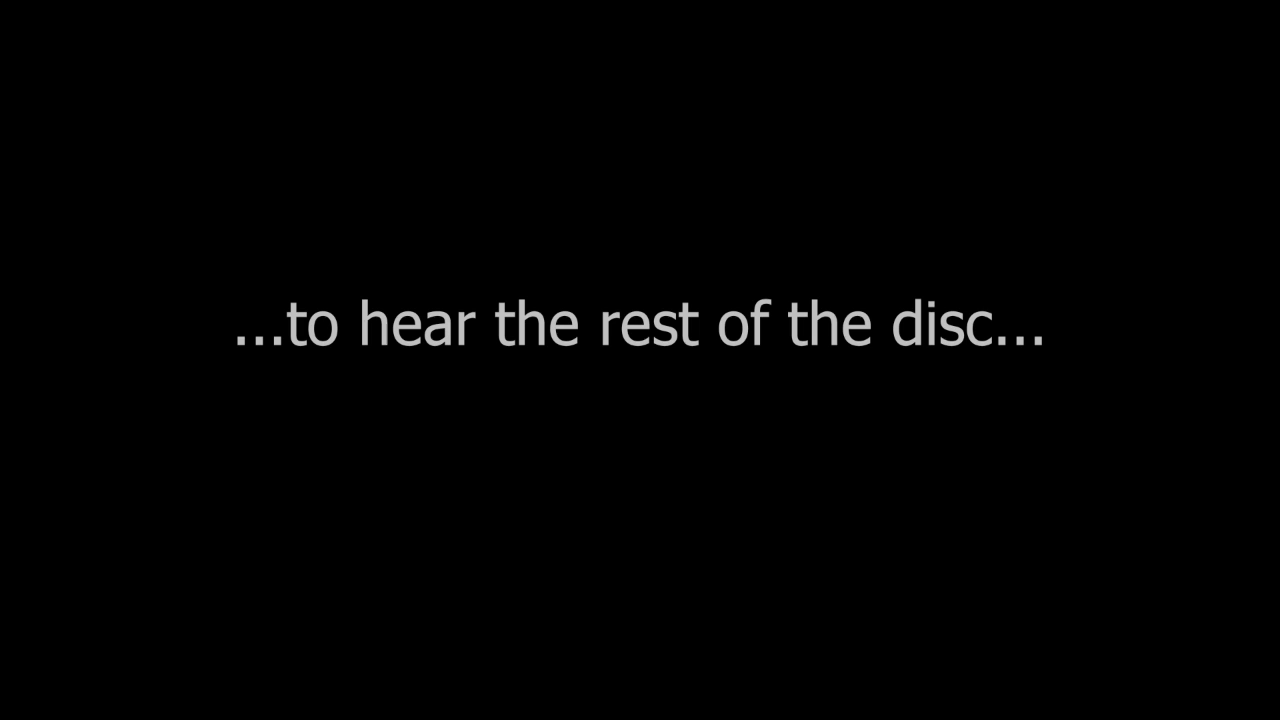 ...to hear the rest of the disc...